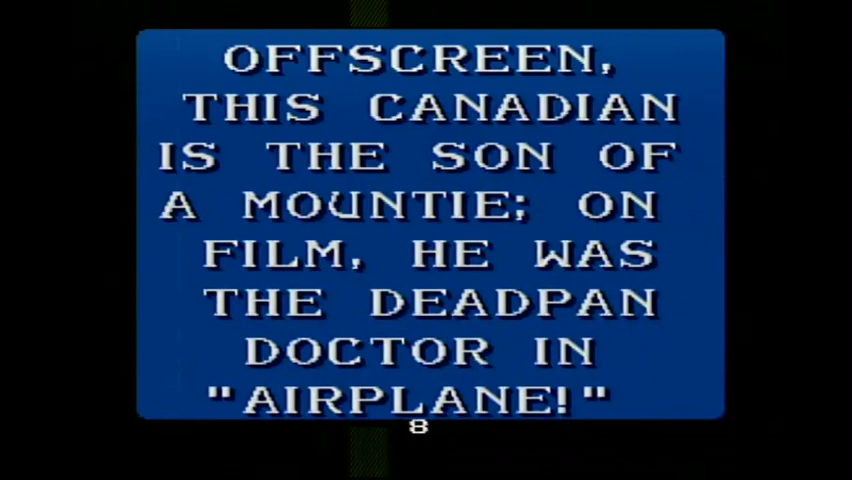 OFFSCREEN,
THIS CANADIAN
IS THE SON OF
A MOUNTIE; ON
FILM, HE WAS
THE DEADPAN
DOCTOR IN
"AIRPLANE!"
8